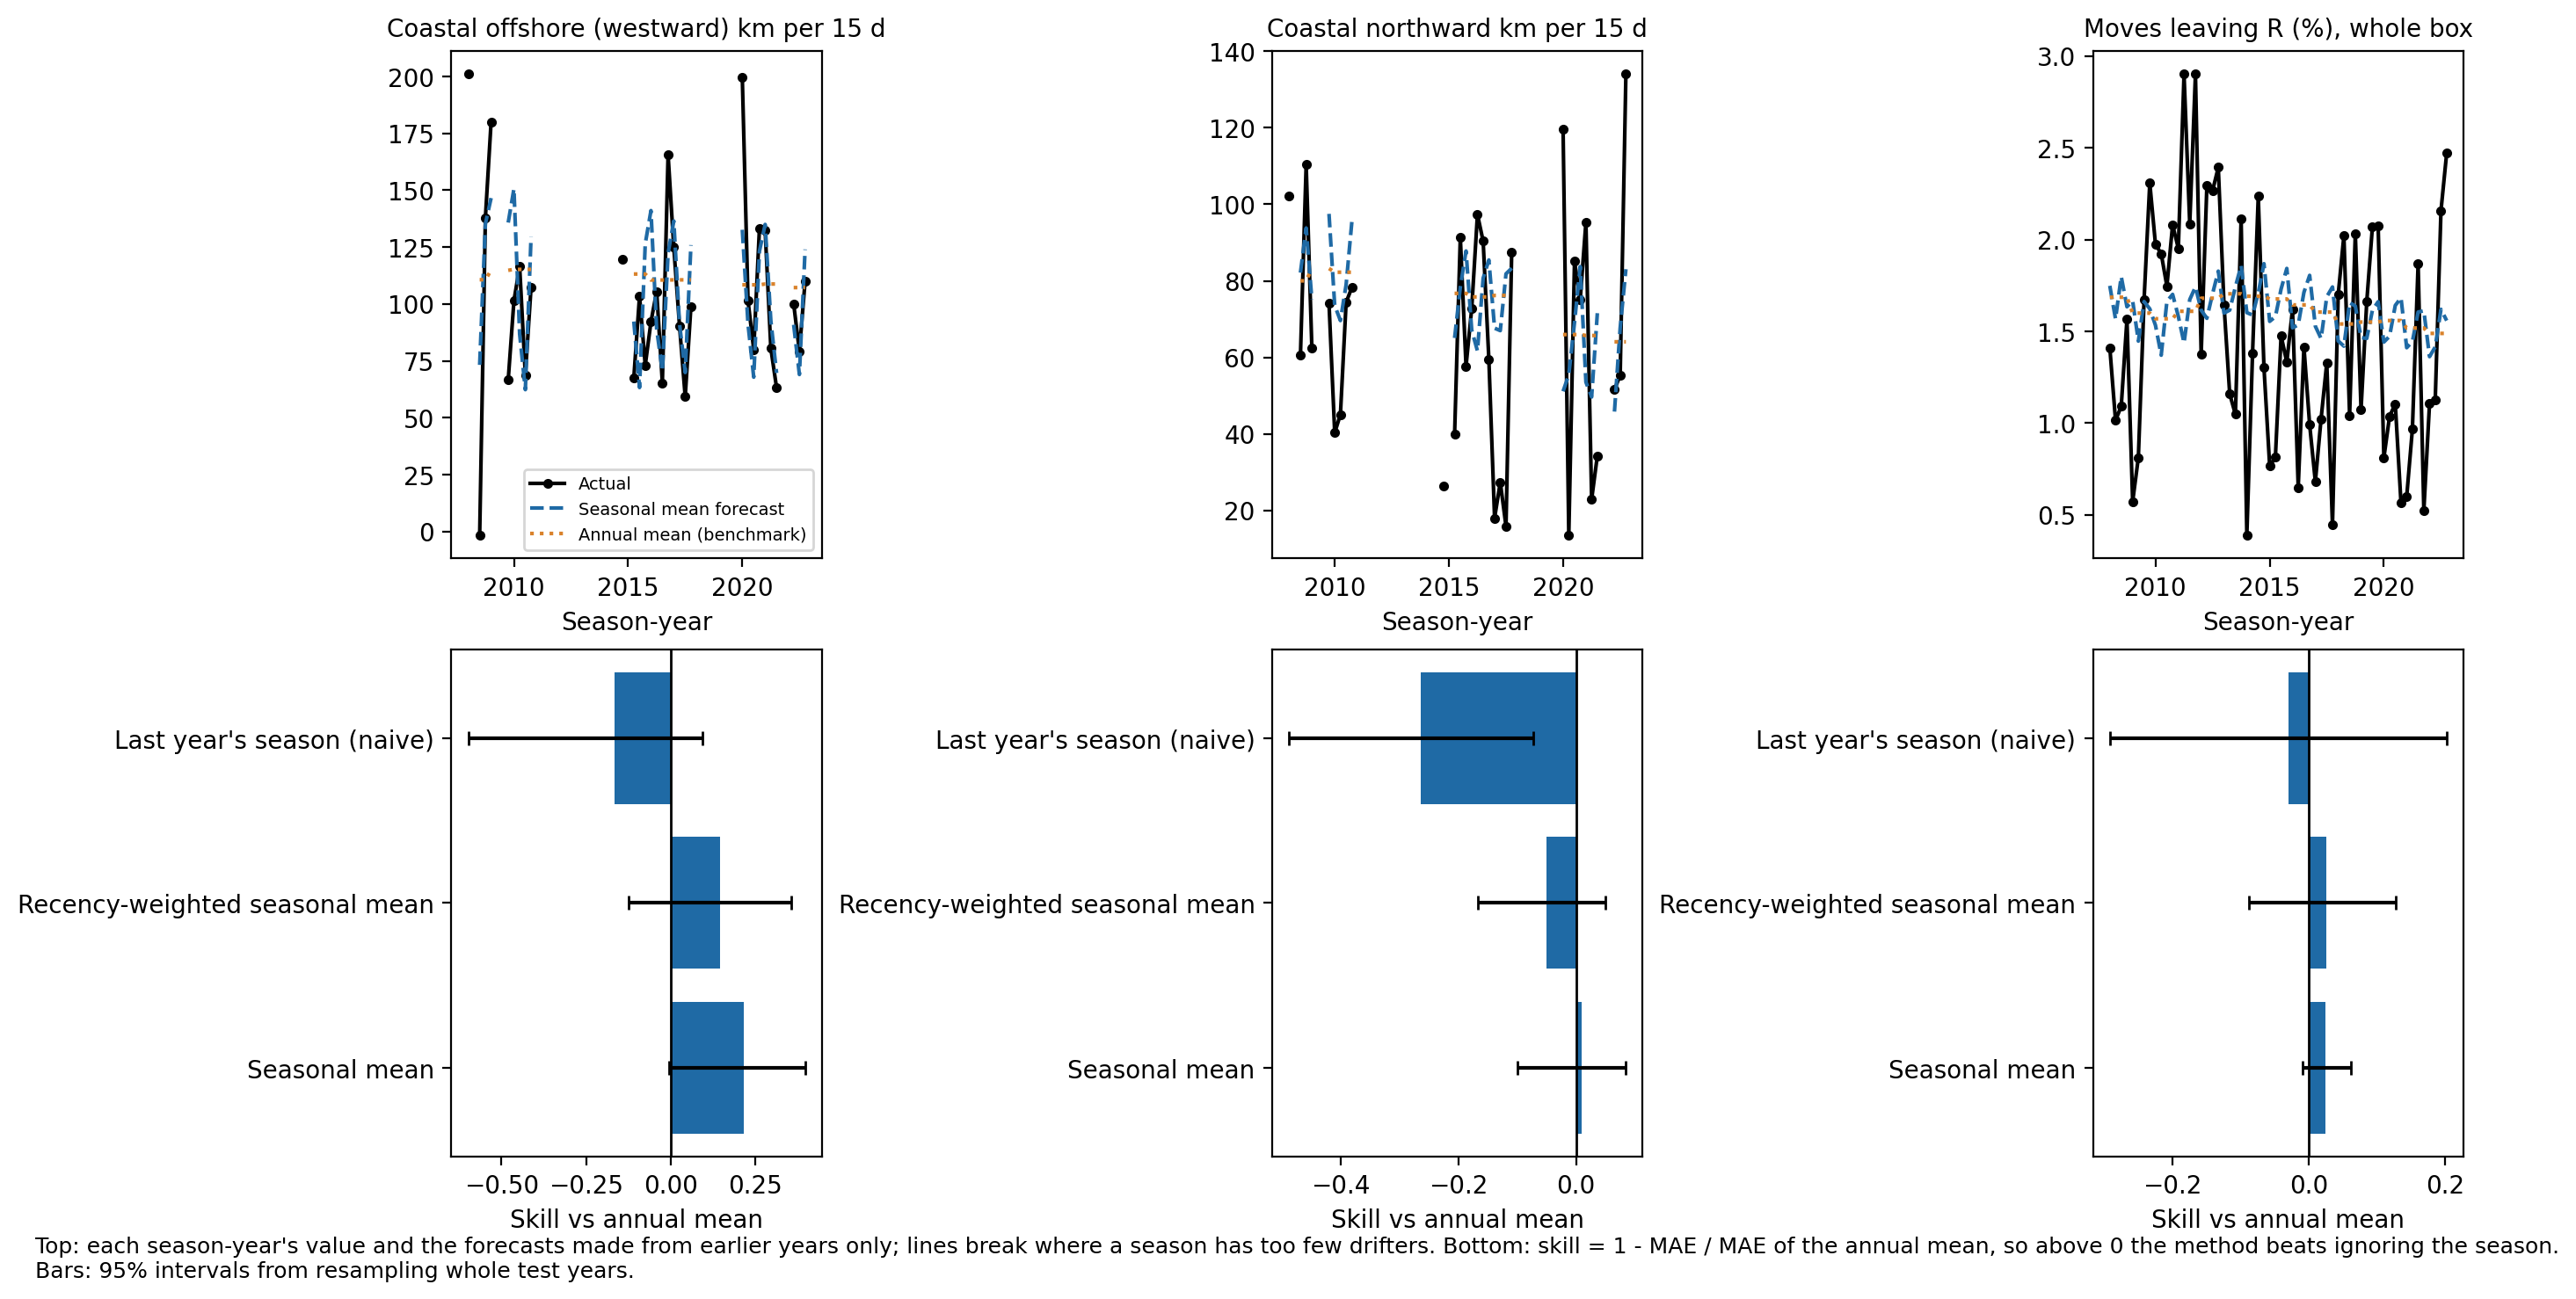 Coastal offshore (westward) km per 15 d
200
175
150
125
100
75
50
25
0
Actual
Seasonal mean forecast
Annual mean (benchmark)
2010
2015
2020
Season-year
Coastal northward km per 15 d
140
120
100
80
60
40
20
2010
2015
2020
Season-year
Moves leaving R (%), whole box
3.0
2.5
2.0
1.5
1.0
0.5
2010
2015
2020
Season-year
Last year's season (naive)
Recency-weighted seasonal mean
Seasonal mean
−0.50
−0.25
0.00
0.25
Skill vs annual mean
Last year's season (naive)
Recency-weighted seasonal mean
Seasonal mean
−0.4
−0.2
0.0
Skill vs annual mean
Last year's season (naive)
Recency-weighted seasonal mean
Seasonal mean
−0.2
0.0
0.2
Skill vs annual mean
Top: each season-year's value and the forecasts made from earlier years only; lines break where a season has too few drifters. Bottom: skill = 1 - MAE / MAE of the annual mean, so above 0 the method beats ignoring the season.
Bars: 95% intervals from resampling whole test years.